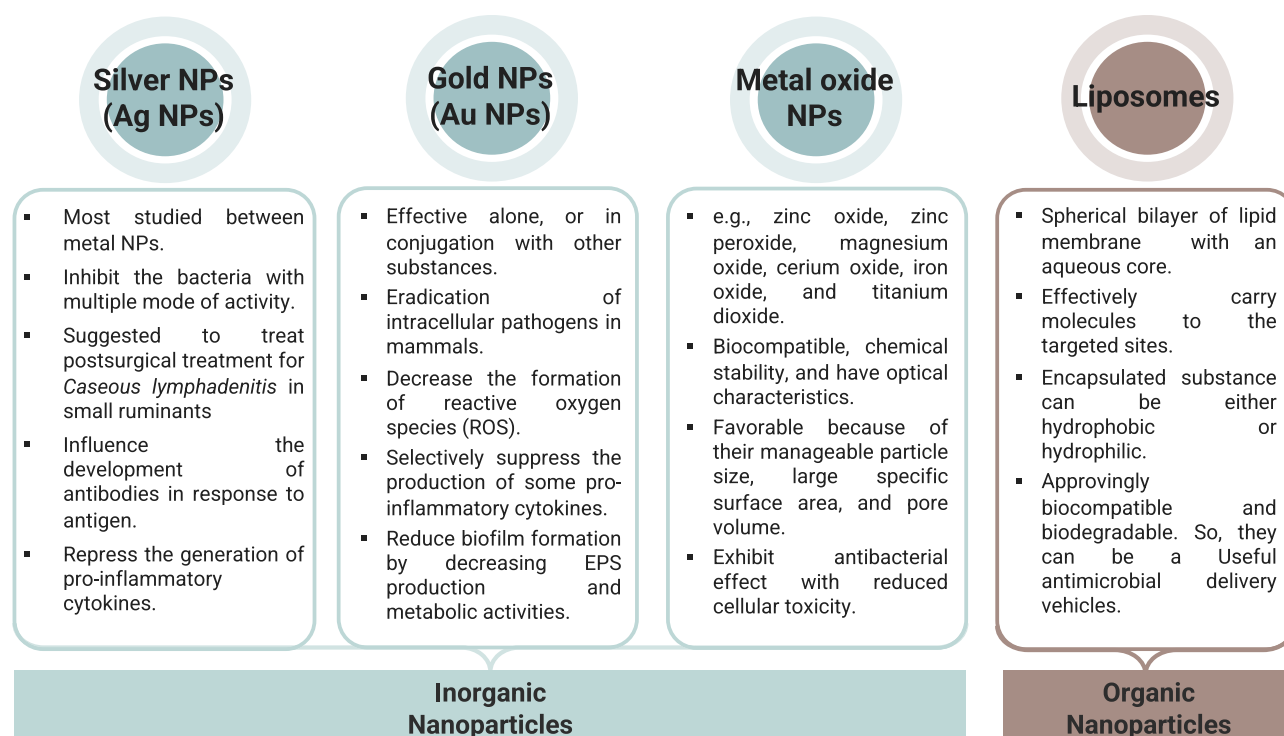 Silver NPs
(Ag NPs)
▪ Most studied between
metal NPs.
▪ Inhibit the bacteria with
multiple mode of activity.
▪ Suggested to treat
postsurgical treatment for
Caseous lymphadenitis in
small ruminants
▪ Influence the
development of
antibodies in response to
antigen.
▪ Repress the generation of
pro-inflammatory
cytokines.
Gold NPs
(Au NPs)
▪ Effective alone, or in
conjugation with other
substances.
▪ Eradication of
intracellular pathogens in
mammals.
▪ Decrease the formation
of reactive oxygen
species (ROS).
▪ Selectively suppress the
production of some pro-
inflammatory cytokines.
▪ Reduce biofilm formation
by decreasing EPS
production and
metabolic activities.
Metal oxide
NPs
▪ e.g., zinc oxide, zinc
peroxide, magnesium
oxide, cerium oxide, iron
oxide, and titanium
dioxide.
▪ Biocompatible, chemical
stability, and have optical
characteristics.
▪ Favorable because of
their manageable particle
size, large specific
surface area, and pore
volume.
▪ Exhibit antibacterial
effect with reduced
cellular toxicity.
Liposomes
▪ Spherical bilayer of lipid
membrane with an
aqueous core.
▪ Effectively carry
molecules to the
targeted sites.
▪ Encapsulated substance
can be either
hydrophobic or
hydrophilic.
▪ Approvingly
biocompatible and
biodegradable. So, they
can be a Useful
antimicrobial delivery
vehicles.
Inorganic
Nanoparticles
Organic
Nanoparticles